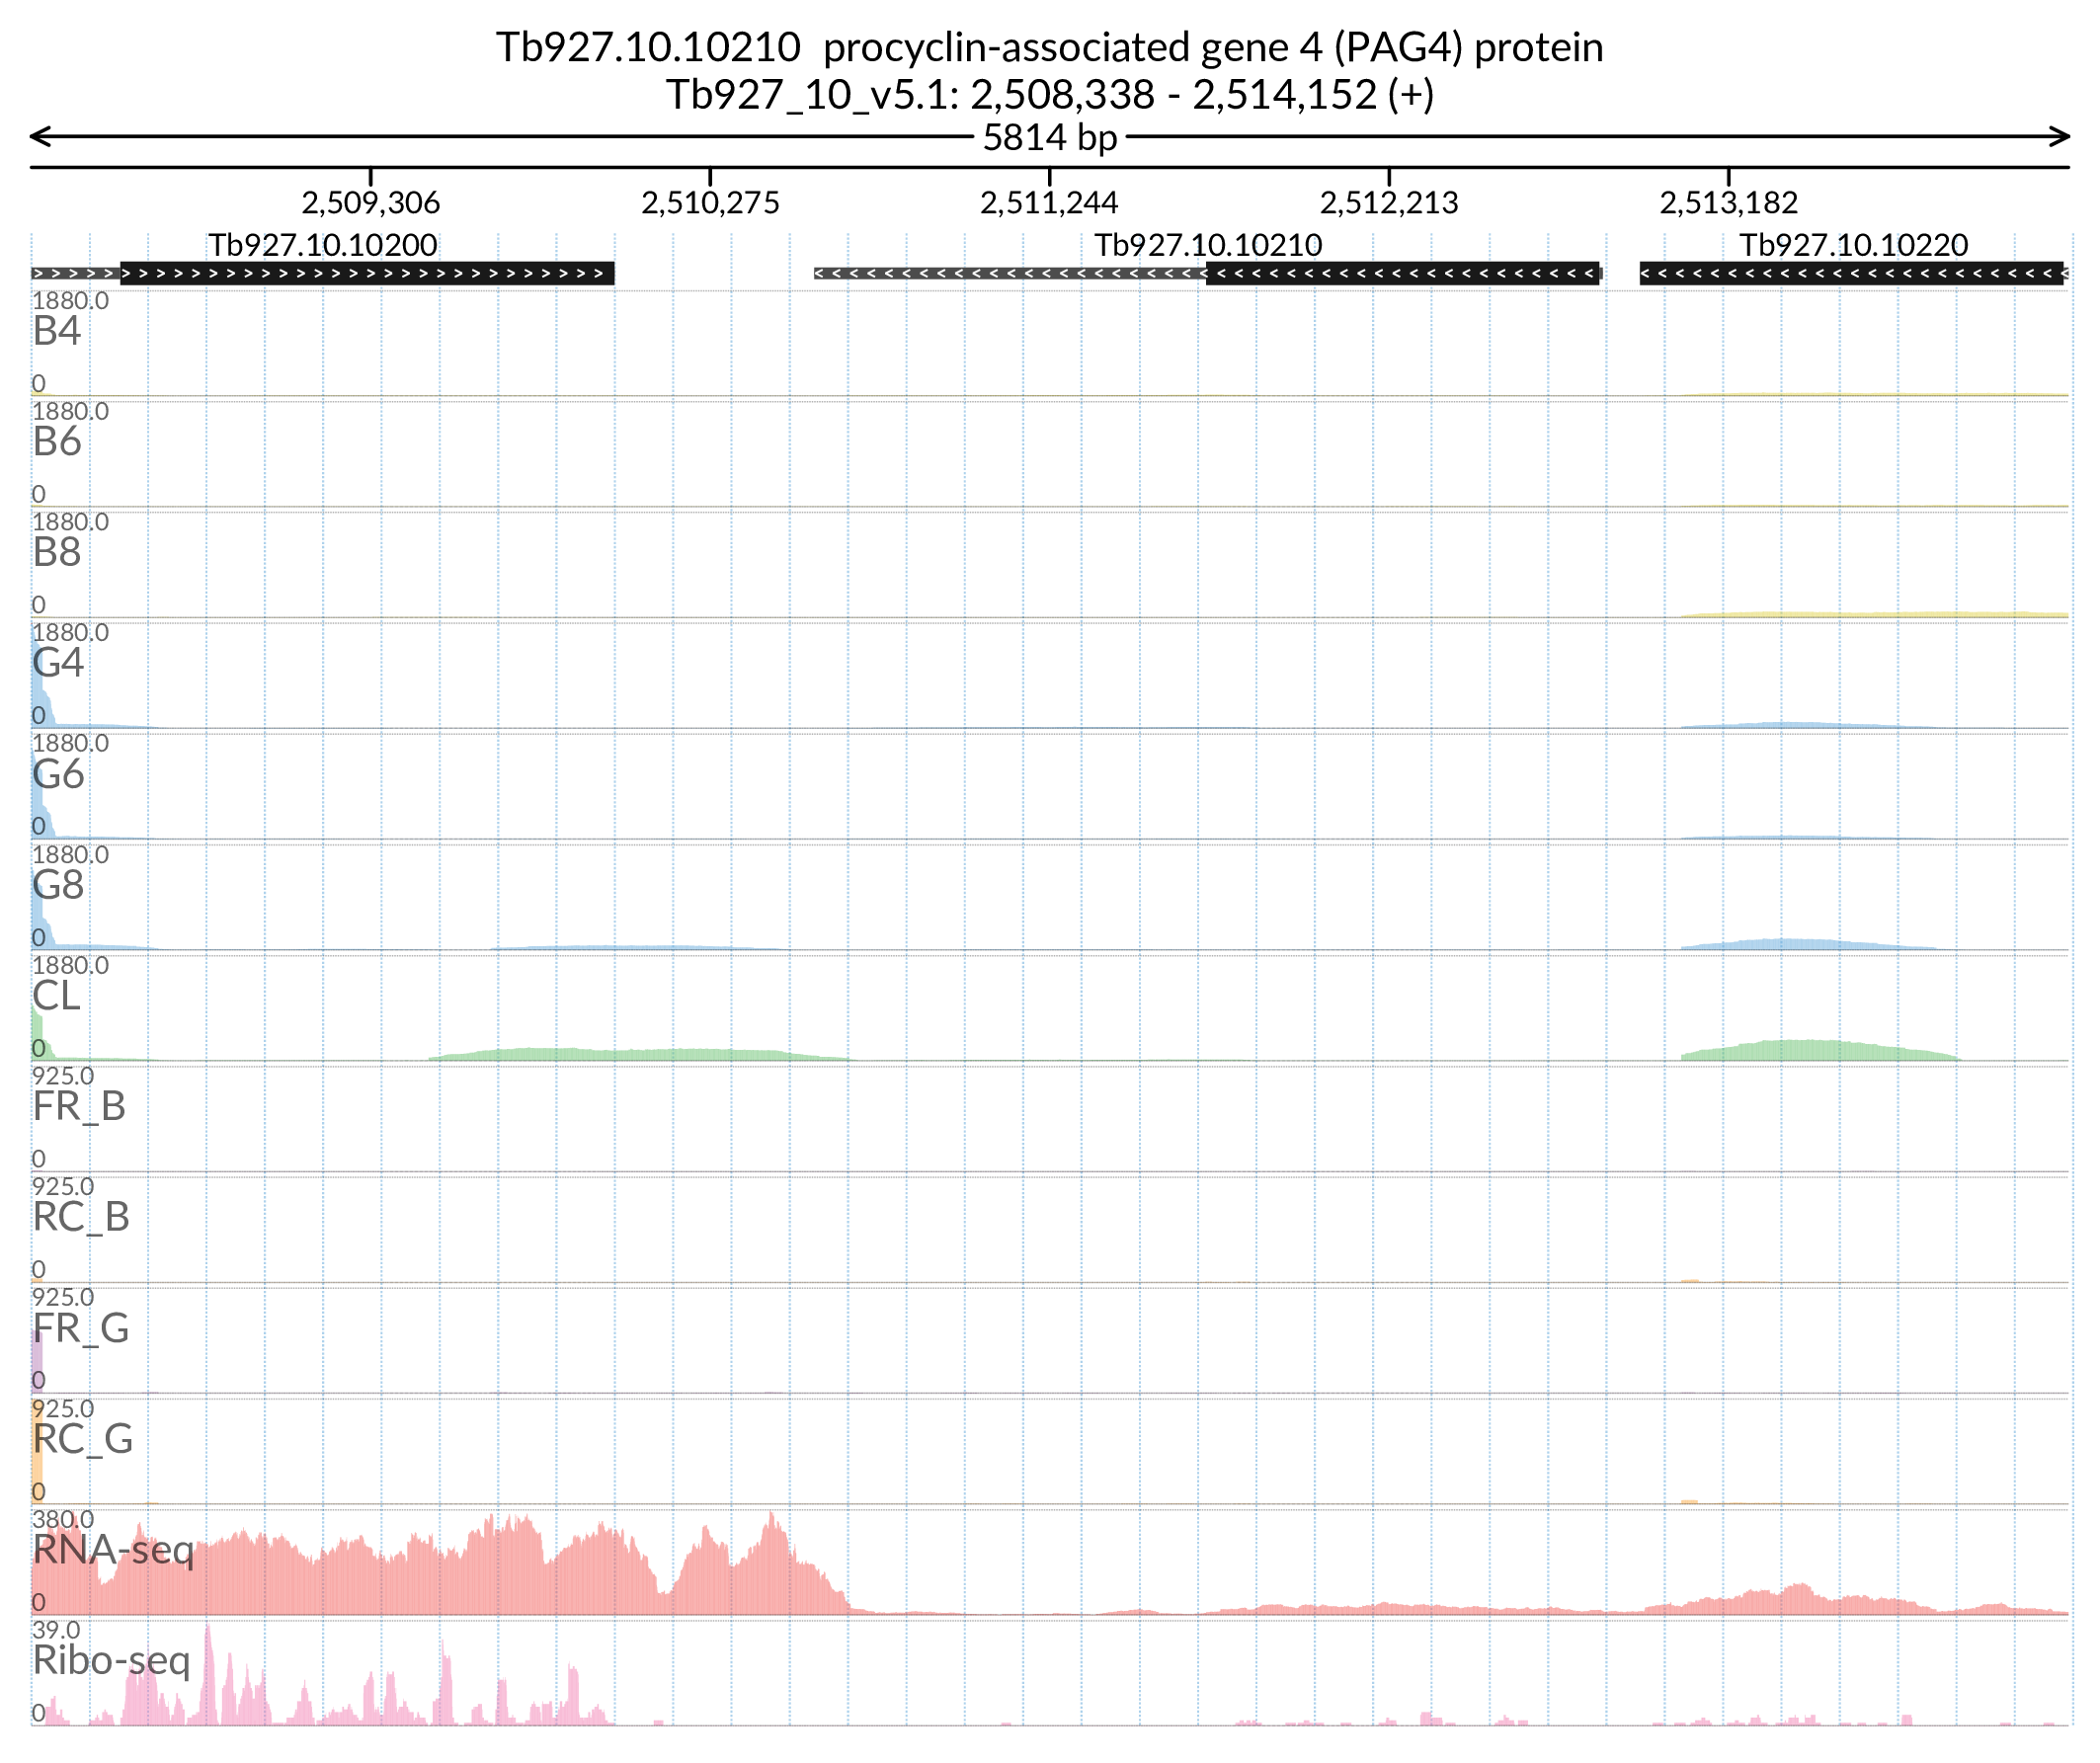 Tb927.10.10210 procyclin-associated gene 4 (PAG4) protein
Tb927_10_v5.1: 2,508,338 - 2,514,152 (+)
5814 bp
2,509,306 2,510,275 2,511,244 2,512,213 2,513,182
Tb927.10.10200 Tb927.10.10210 Tb927.10.10220
1880.0
B4
0
1880.0
B6
0
1880.0
B8
0
1880.0
G4
0
1880.0
G6
0
1880.0
G8
0
1880.0
CL
0
925.0
FR_B
0
925.0
RC_B
0
925.0
FR_G
0
925.0
RC_G
0
380.0
RNA-seq
0
39.0
Ribo-seq
0